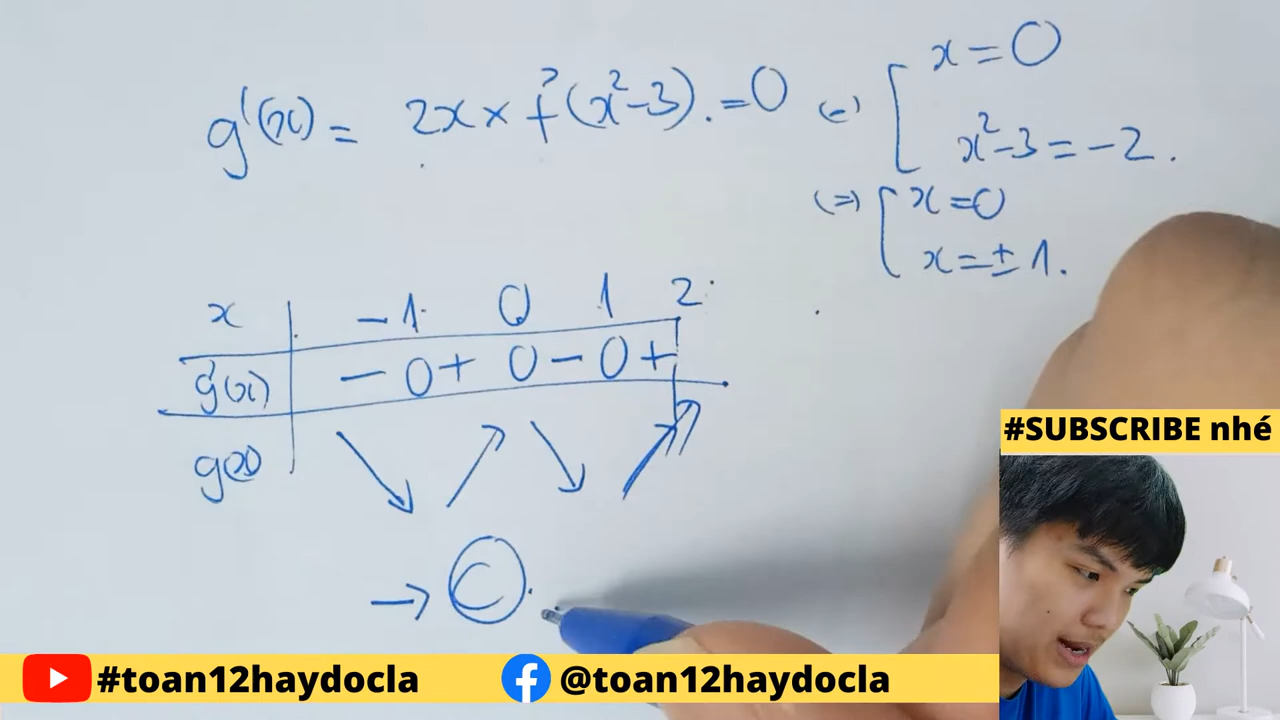 g'(x) = 2x × f'(x²-3). = 0 (=) [ x = 0
x²-3 = -2.
(=) [ x = 0
x = ± 1.
x | -1 0 1 2
g'(x) | - 0 + 0 - 0 +
g(x) | ↘ ↗ ↘ ↗
→ C.
#SUBSCRIBE nhé
#toan12haydocla
@toan12haydocla